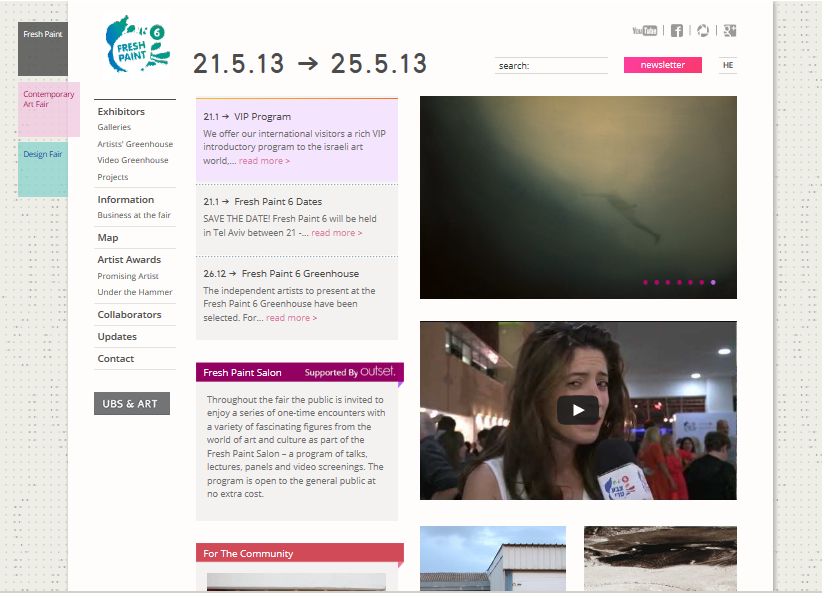 Fresh Paint
Contemporary
Art Fair
Design Fair
FRESH
PAINT
6
21.5.13 → 25.5.13
You Tube
search:
newsletter
HE
Exhibitors
Galleries
Artists' Greenhouse
Video Greenhouse
Projects
Information
Business at the fair
Map
Artist Awards
Promising Artist
Under the Hammer
Collaborators
Updates
Contact
UBS & ART
21.1 → VIP Program
We offer our international visitors a rich VIP
introductory program to the israeli art
world,... read more >
21.1 → Fresh Paint 6 Dates
SAVE THE DATE! Fresh Paint 6 will be held
in Tel Aviv between 21 -... read more >
26.12 → Fresh Paint 6 Greenhouse
The independent artists to present at the
Fresh Paint 6 Greenhouse have been
selected. For... read more >
Fresh Paint Salon Supported By Outset.
Throughout the fair the public is invited to
enjoy a series of one-time encounters with
a variety of fascinating figures from the
world of art and culture as part of the
Fresh Paint Salon – a program of talks,
lectures, panels and video screenings. The
program is open to the general public at
no extra cost.
For The Community
צבע
טרי